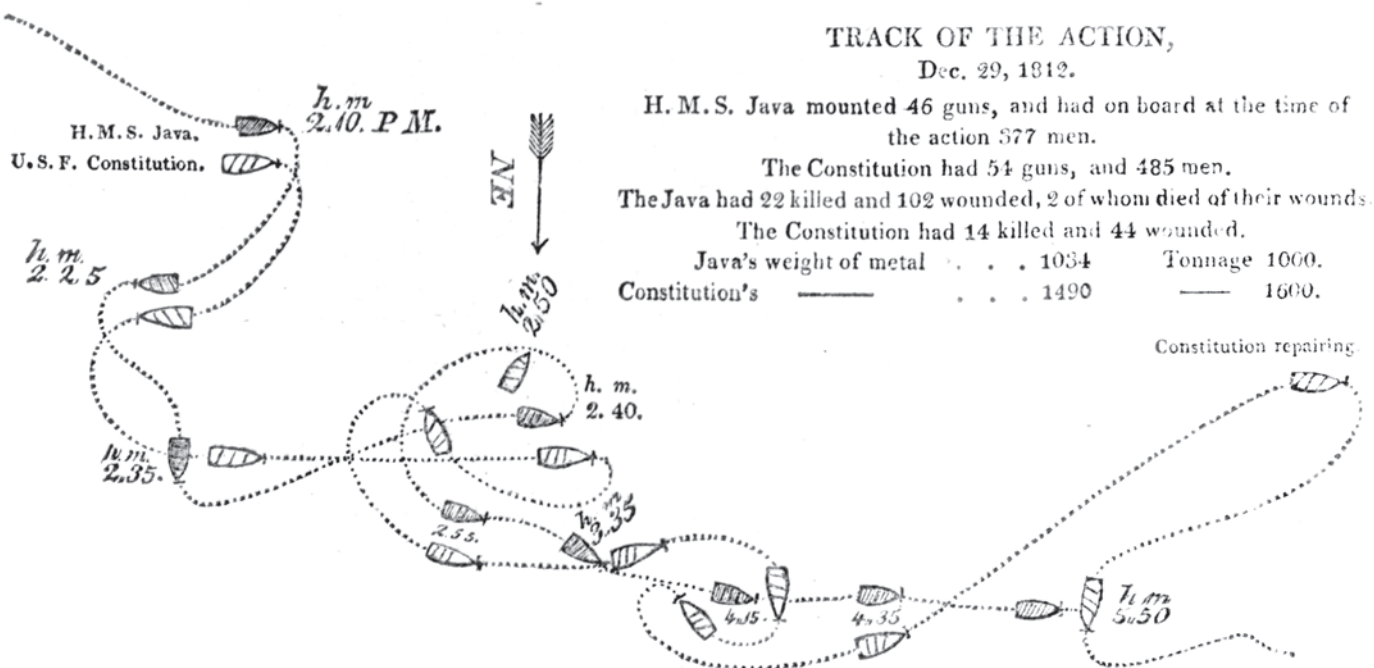 TRACK OF THE ACTION,
Dec. 29, 1812.
H. M. S. Java mounted 46 guns, and had on board at the time of
the action 377 men.
The Constitution had 54 guns, and 485 men.
The Java had 22 killed and 102 wounded, 2 of whom died of their wounds.
The Constitution had 14 killed and 44 wounded.
Java's weight of metal . . . 1034 Tonnage 1000.
Constitution's —— . . . 1490 —— 1600.
h. m
2,,10. P M.
H. M. S. Java.
U. S. F. Constitution.
NE
h. m.
2. 2 5
h. m.
2,,50
Constitution repairing.
h. m.
2. 40.
h. m.
2,,35.
2 55.
h. m
3,,35
4,,15.
4,,35
h. m
5,,50